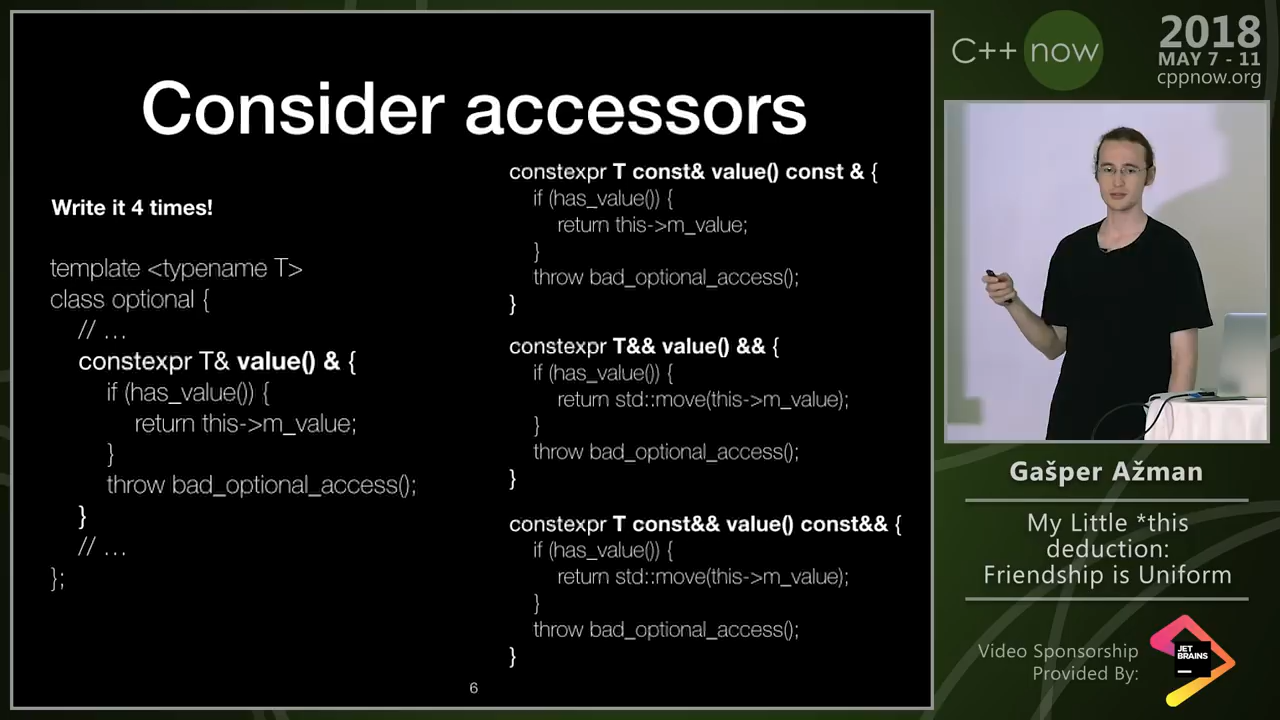 Consider accessors
Write it 4 times!
template <typename T>
class optional {
// …
constexpr T& value() & {
if (has_value()) {
return this->m_value;
}
throw bad_optional_access();
}
// …
};
constexpr T const& value() const & {
if (has_value()) {
return this->m_value;
}
throw bad_optional_access();
}
constexpr T&& value() && {
if (has_value()) {
return std::move(this->m_value);
}
throw bad_optional_access();
}
constexpr T const&& value() const&& {
if (has_value()) {
return std::move(this->m_value);
}
throw bad_optional_access();
}
6
C++ now
2018
MAY 7 - 11
cppnow.org
Gašper Ažman
My Little *this
deduction:
Friendship is Uniform
Video Sponsorship
Provided By:
JET
BRAINS